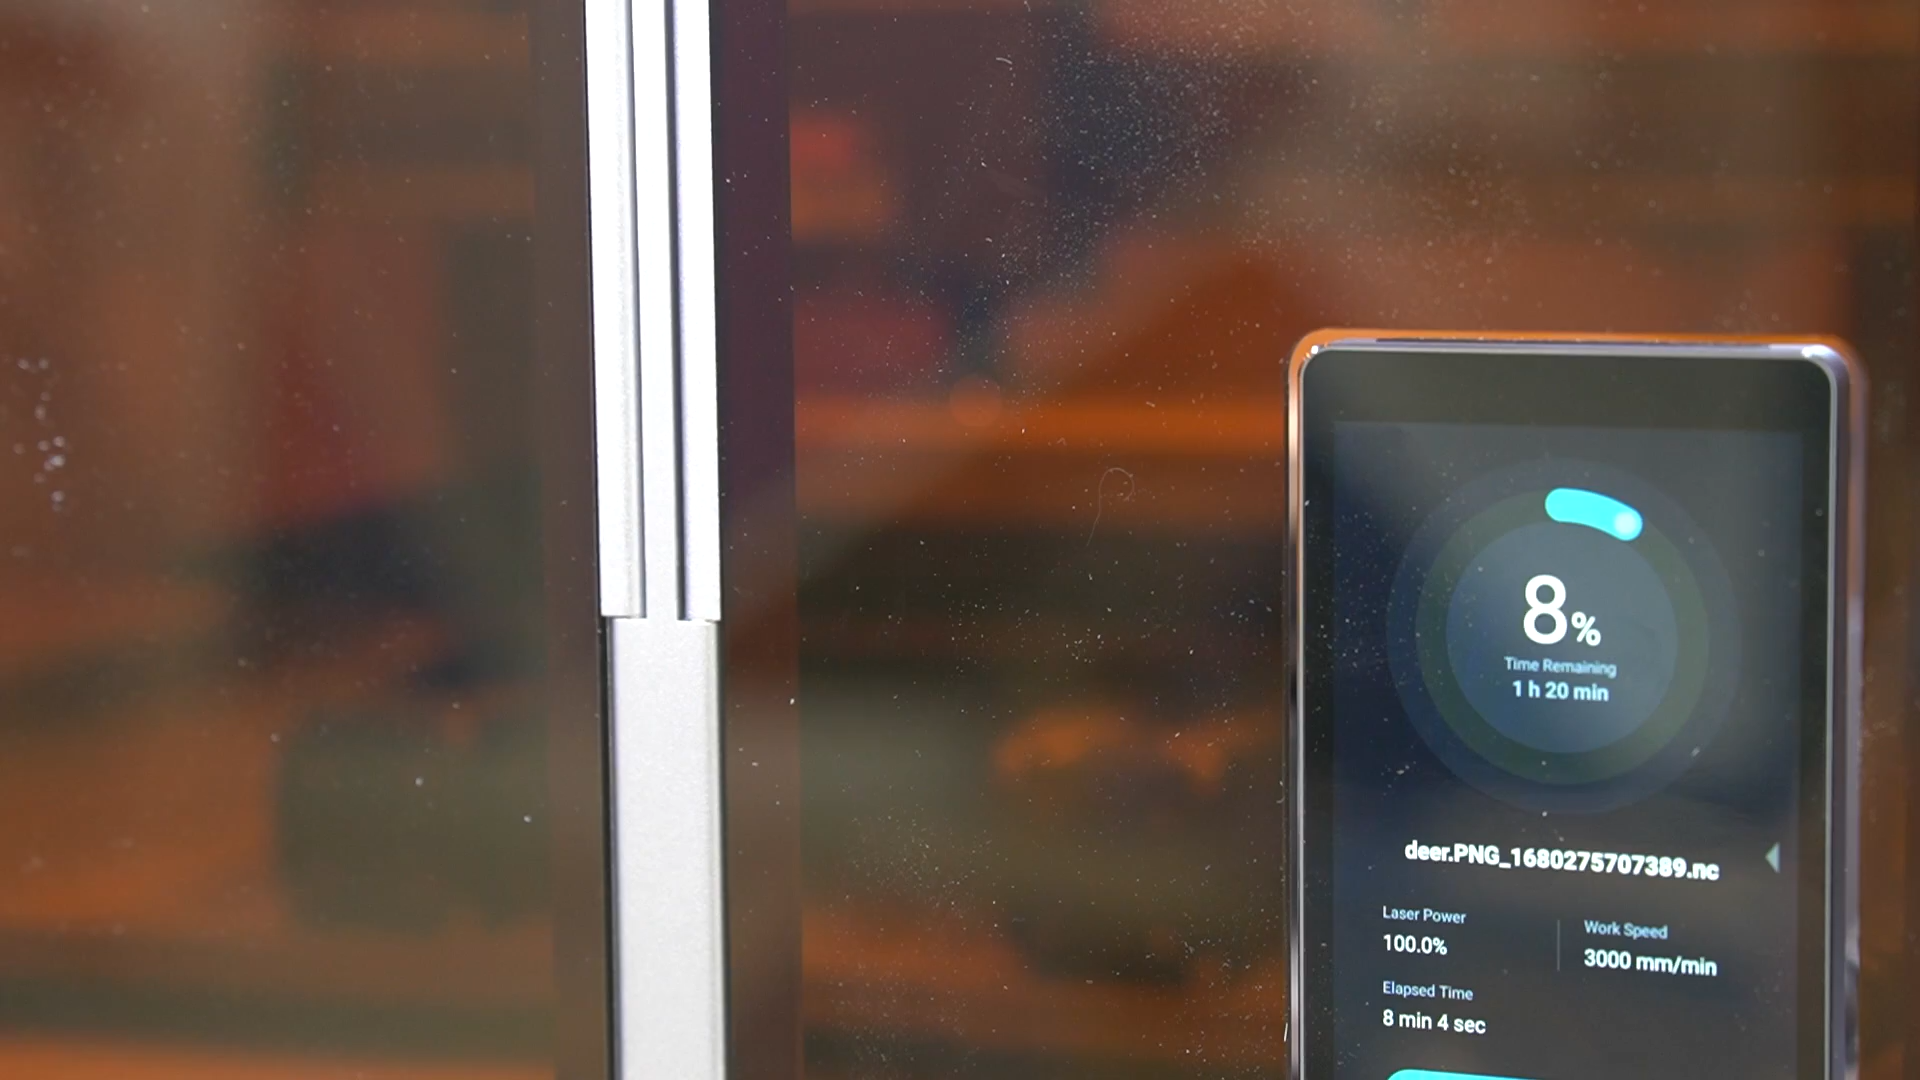 8%
Time Remaining
1 h 20 min
deer.PNG_1680275707389.nc
Laser Power
100.0%
Work Speed
3000 mm/min
Elapsed Time
8 min 4 sec